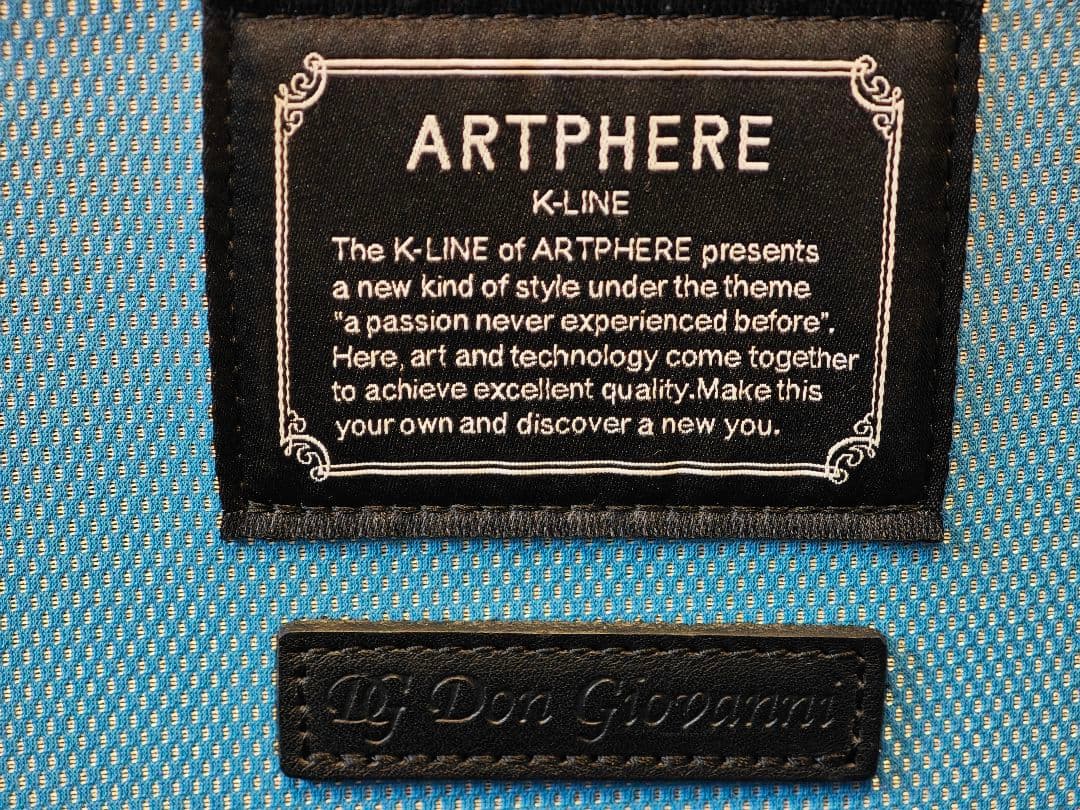 ARTPHERE
K-LINE
The K-LINE of ARTPHERE presents
a new kind of style under the theme
"a passion never experienced before".
Here, art and technology come together
to achieve excellent quality.Make this
your own and discover a new you.
DG Don Giovanni